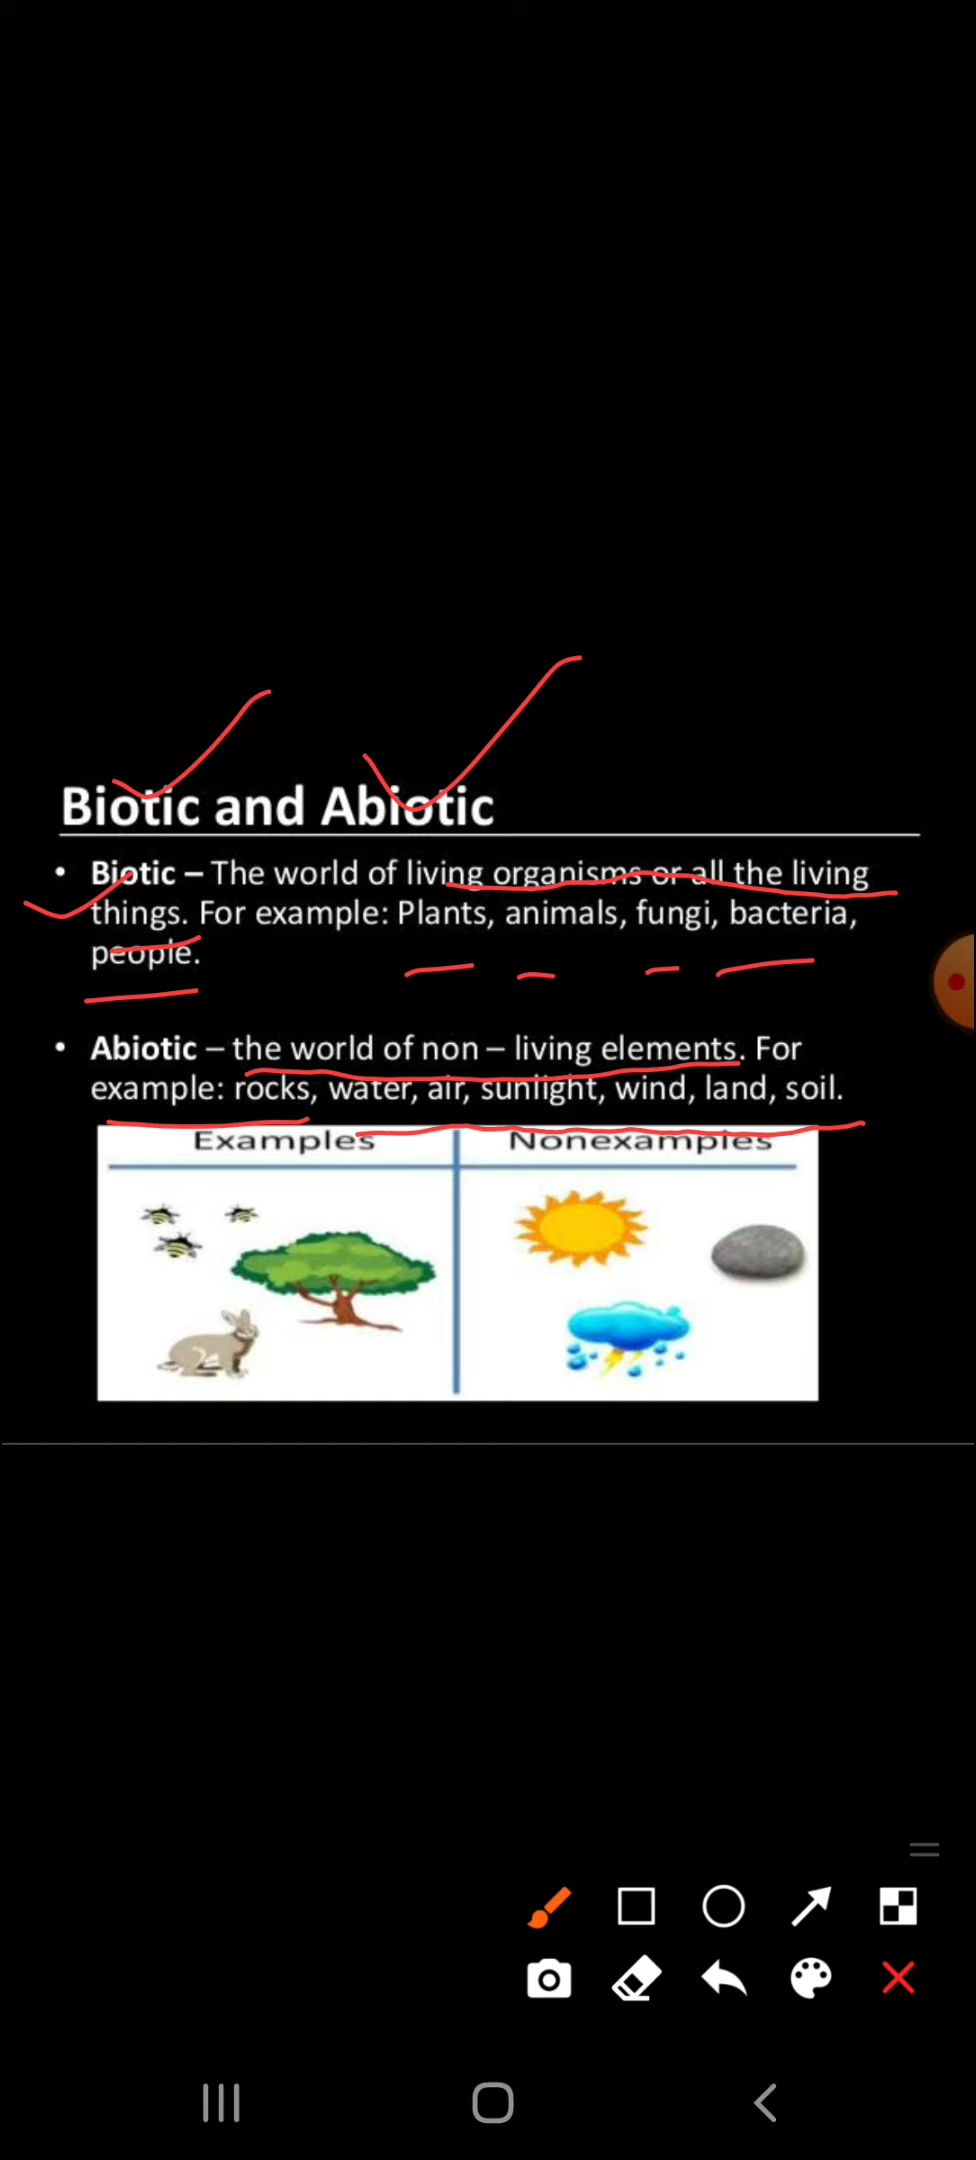 Biotic and Abiotic
• Biotic – The world of living organisms or all the living
things. For example: Plants, animals, fungi, bacteria,
people.
• Abiotic – the world of non – living elements. For
example: rocks, water, air, sunlight, wind, land, soil.
Examples Nonexamples